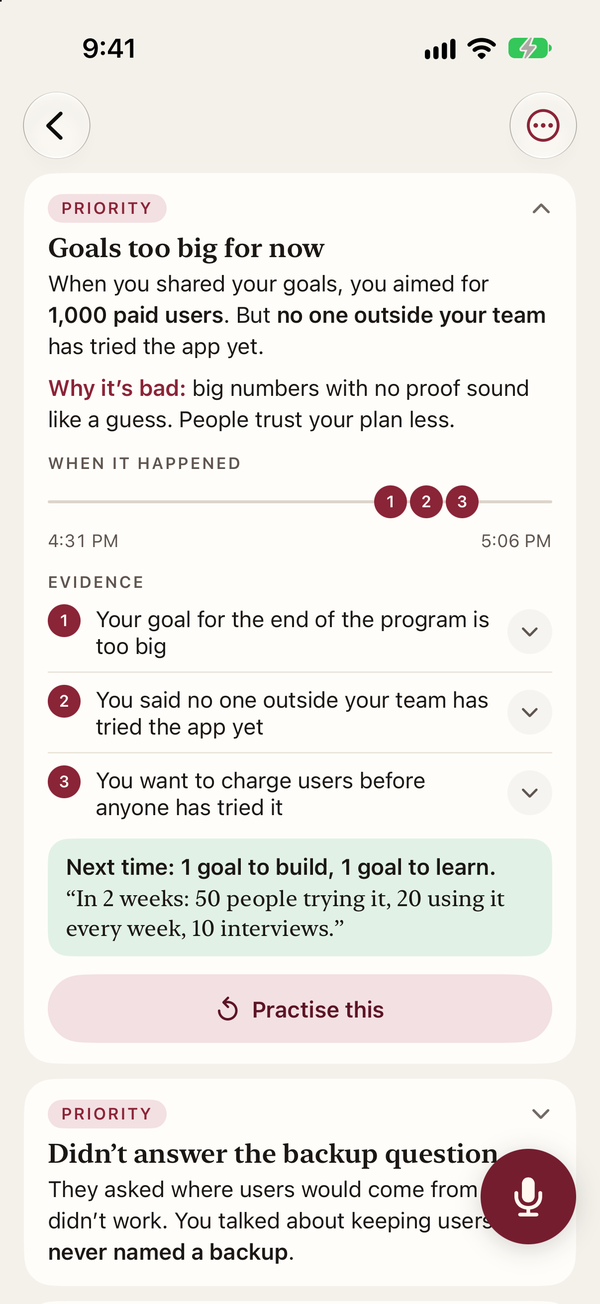 9:41
PRIORITY
Goals too big for now
When you shared your goals, you aimed for
1,000 paid users. But no one outside your team
has tried the app yet.
Why it’s bad: big numbers with no proof sound
like a guess. People trust your plan less.
WHEN IT HAPPENED
1 2 3
4:31 PM 5:06 PM
EVIDENCE
1 Your goal for the end of the program is
too big
2 You said no one outside your team has
tried the app yet
3 You want to charge users before
anyone has tried it
Next time: 1 goal to build, 1 goal to learn.
“In 2 weeks: 50 people trying it, 20 using it
every week, 10 interviews.”
Practise this
PRIORITY
Didn’t answer the backup question
They asked where users would come from
didn’t work. You talked about keeping users
never named a backup.